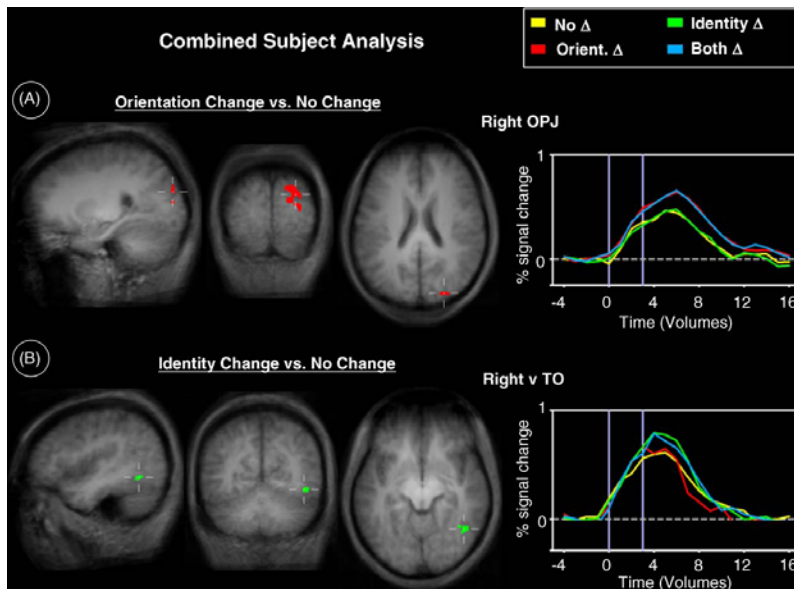 Combined Subject Analysis
No Δ
Identity Δ
Orient. Δ
Both Δ
(A)
Orientation Change vs. No Change
Right OPJ
1
% signal change
0
-4 0 4 8 12 16
Time (Volumes)
(B)
Identity Change vs. No Change
Right v TO
1
% signal change
0
-4 0 4 8 12 16
Time (Volumes)